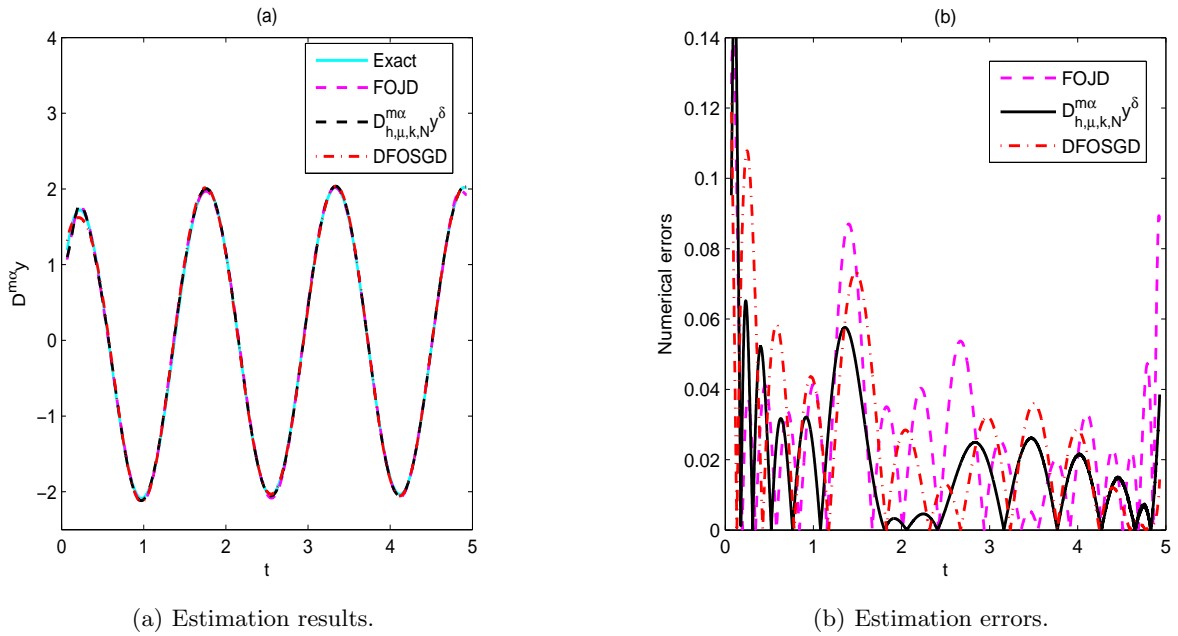 (a)
4
3
2
1
0
−1
−2
0 1 2 3 4 5
t
D^{mα}y
Exact
FOJD
D^{mα}_{h,μ,k,N}y^δ
DFOSGD
(a) Estimation results.
(b)
0.14
0.12
0.1
0.08
0.06
0.04
0.02
0
0 1 2 3 4 5
t
Numerical errors
FOJD
D^{mα}_{h,μ,k,N}y^δ
DFOSGD
(b) Estimation errors.